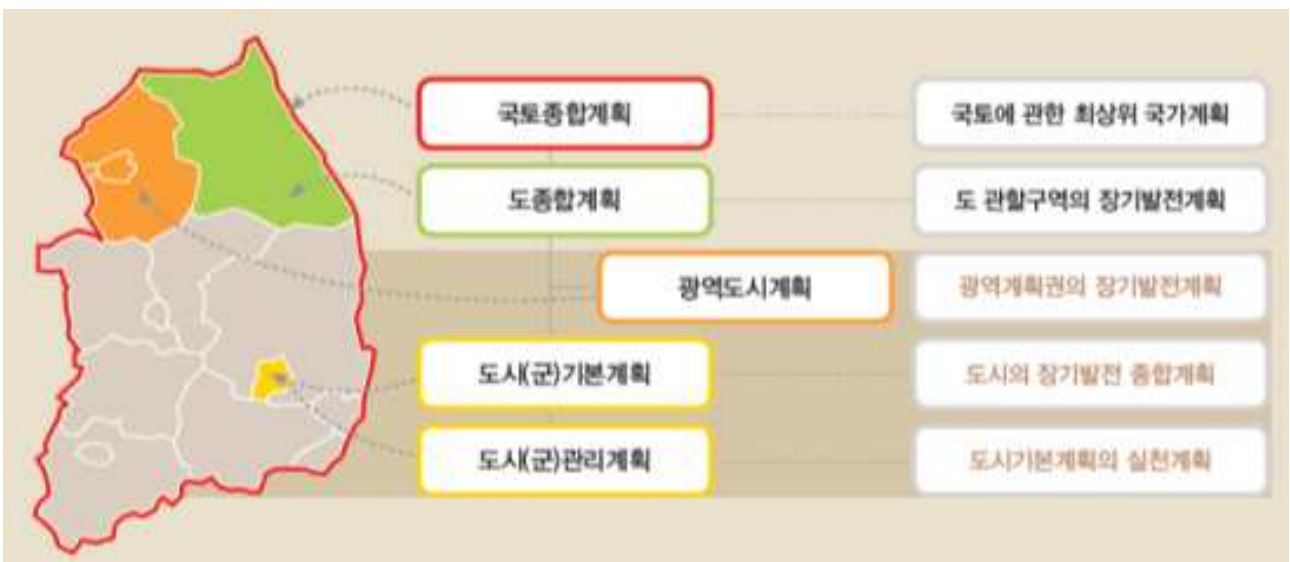 국토종합계획
국토에 관한 최상위 국가계획
도종합계획
도 관할구역의 장기발전계획
광역도시계획
광역계획권의 장기발전계획
도시(군)기본계획
도시의 장기발전 종합계획
도시(군)관리계획
도시기본계획의 실천계획